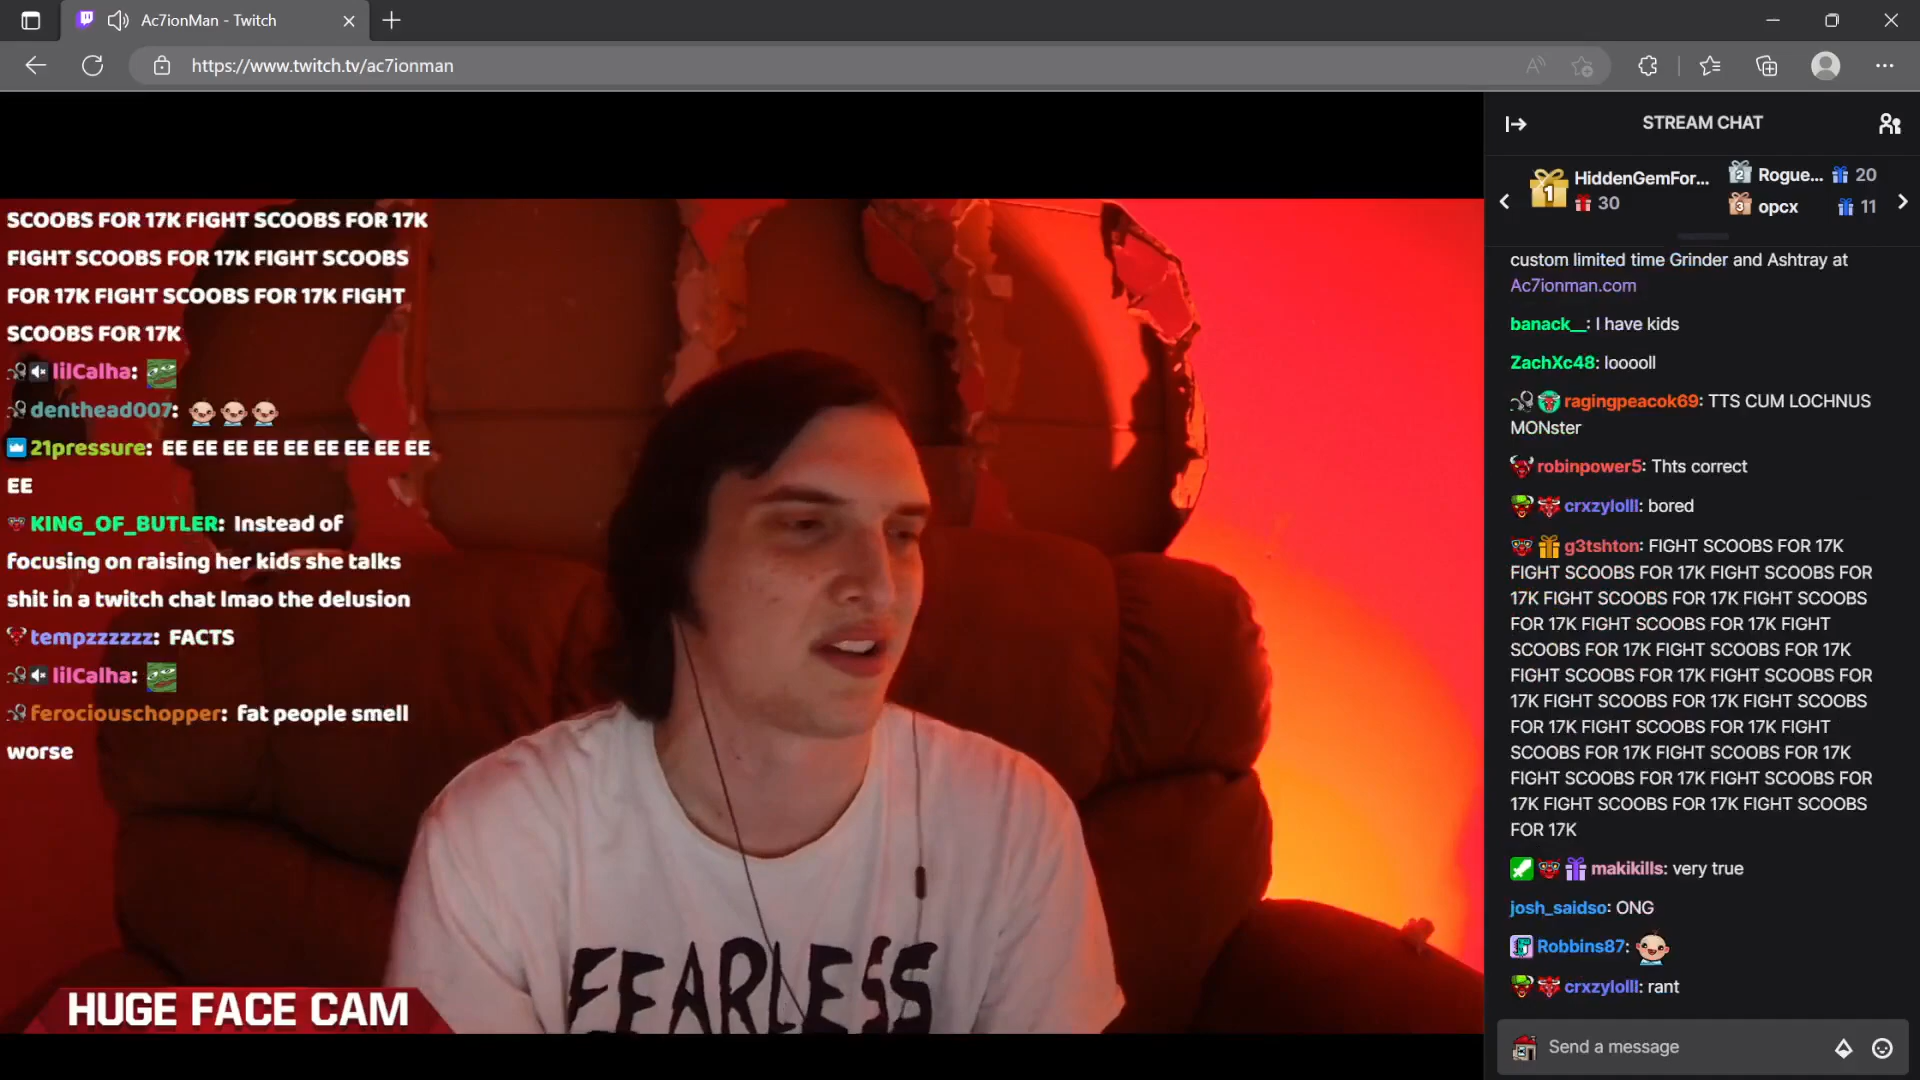 Ac7ionMan - Twitch
https://www.twitch.tv/ac7ionman
SCOOBS FOR 17K FIGHT SCOOBS FOR 17K
FIGHT SCOOBS FOR 17K FIGHT SCOOBS
FOR 17K FIGHT SCOOBS FOR 17K FIGHT
SCOOBS FOR 17K
lilCalha:
denthead007:
21pressure: EE EE EE EE EE EE EE EE EE
EE
KING_OF_BUTLER: Instead of
focusing on raising her kids she talks
shit in a twitch chat lmao the delusion
tempzzzzzz: FACTS
lilCalha:
ferociouschopper: fat people smell
worse
FEARLESS
HUGE FACE CAM
STREAM CHAT
1 HiddenGemFor...
30
2 Rogue... 20
3 opcx 11
custom limited time Grinder and Ashtray at
Ac7ionman.com
banack__: I have kids
ZachXc48: looooll
ragingpeacok69: TTS CUM LOCHNUS
MONster
robinpower5: Thts correct
crxzylolll: bored
g3tshton: FIGHT SCOOBS FOR 17K
FIGHT SCOOBS FOR 17K FIGHT SCOOBS FOR
17K FIGHT SCOOBS FOR 17K FIGHT SCOOBS
FOR 17K FIGHT SCOOBS FOR 17K FIGHT
SCOOBS FOR 17K FIGHT SCOOBS FOR 17K
FIGHT SCOOBS FOR 17K FIGHT SCOOBS FOR
17K FIGHT SCOOBS FOR 17K FIGHT SCOOBS
FOR 17K FIGHT SCOOBS FOR 17K FIGHT
SCOOBS FOR 17K FIGHT SCOOBS FOR 17K
FIGHT SCOOBS FOR 17K FIGHT SCOOBS FOR
17K FIGHT SCOOBS FOR 17K FIGHT SCOOBS
FOR 17K
makikills: very true
josh_saidso: ONG
Robbins87:
crxzylolll: rant
Send a message